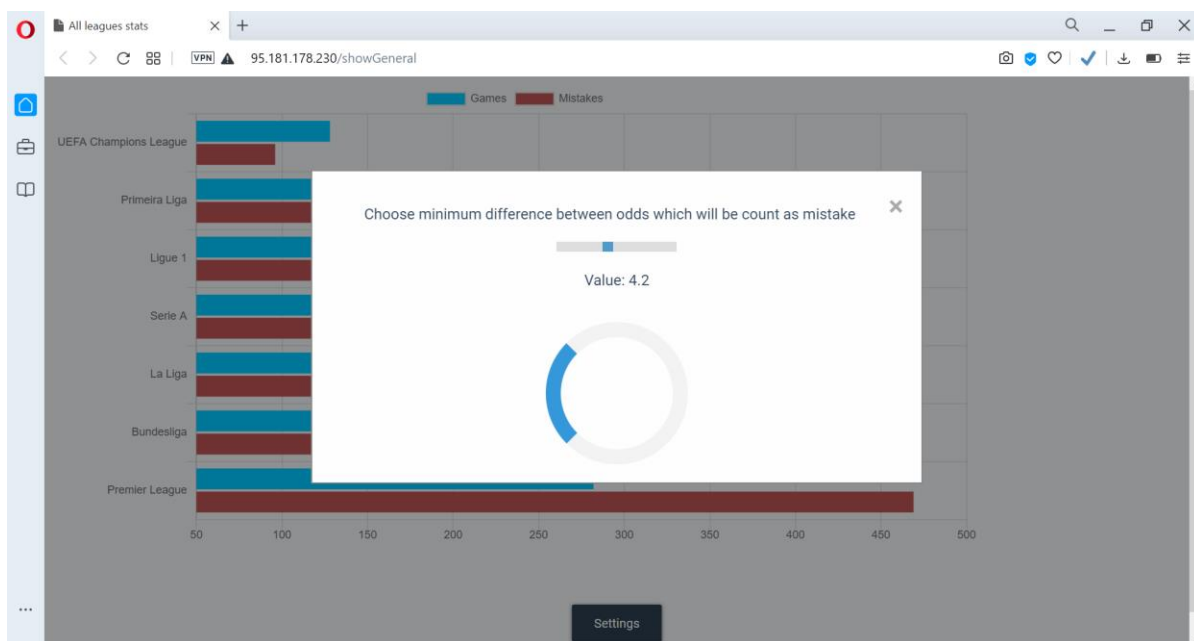 All leagues stats
VPN
95.181.178.230/showGeneral
Games Mistakes
UEFA Champions League
Primeira Liga
Choose minimum difference between odds which will be count as mistake
Ligue 1
Value: 4.2
Serie A
La Liga
Bundesliga
Premier League
50 100 150 200 250 300 350 400 450 500
Settings